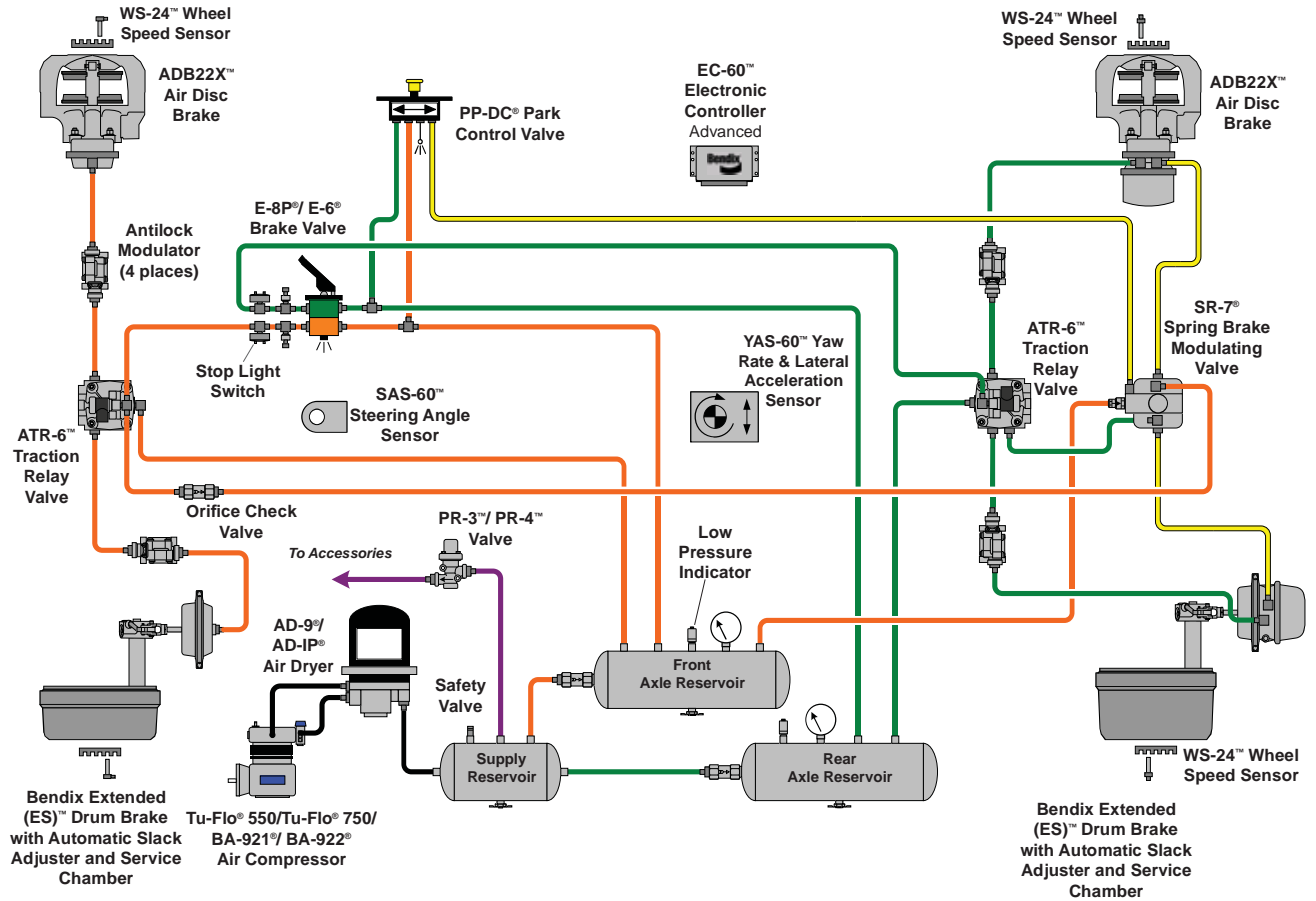 WS-24™ Wheel
Speed Sensor
ADB22X™
Air Disc
Brake
PP-DC® Park
Control Valve
EC-60™
Electronic
Controller
Advanced
Bendix
WS-24™ Wheel
Speed Sensor
ADB22X™
Air Disc
Brake
E-8P®/ E-6®
Brake Valve
Antilock
Modulator
(4 places)
Stop Light
Switch
SAS-60™
Steering Angle
Sensor
YAS-60™ Yaw
Rate & Lateral
Acceleration
Sensor
ATR-6™
Traction
Relay
Valve
SR-7®
Spring Brake
Modulating
Valve
ATR-6™
Traction
Relay
Valve
Orifice Check
Valve
PR-3™/ PR-4™
Valve
To Accessories
Low
Pressure
Indicator
AD-9®/
AD-IP®
Air Dryer
Safety
Valve
Front
Axle Reservoir
Supply
Reservoir
Rear
Axle Reservoir
Tu-Flo® 550/Tu-Flo® 750/
BA-921®/ BA-922®
Air Compressor
Bendix Extended
(ES)™ Drum Brake
with Automatic Slack
Adjuster and Service
Chamber
WS-24™ Wheel
Speed Sensor
Bendix Extended
(ES)™ Drum Brake
with Automatic Slack
Adjuster and Service
Chamber